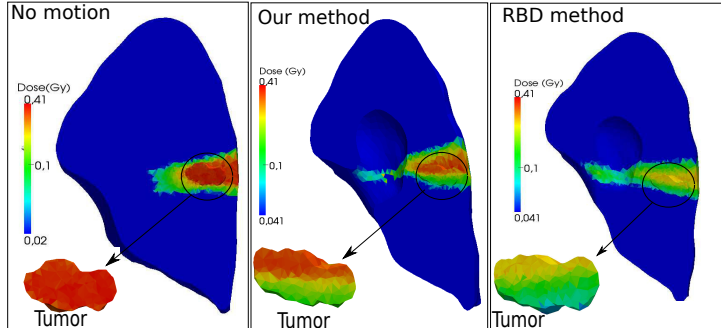 No motion
Dose(Gy)
0,41
0,1
0,02
Tumor
Our method
Dose (Gy)
0,41
0,1
0,041
Tumor
RBD method
Dose (Gy)
0,41
0,1
0,041
Tumor